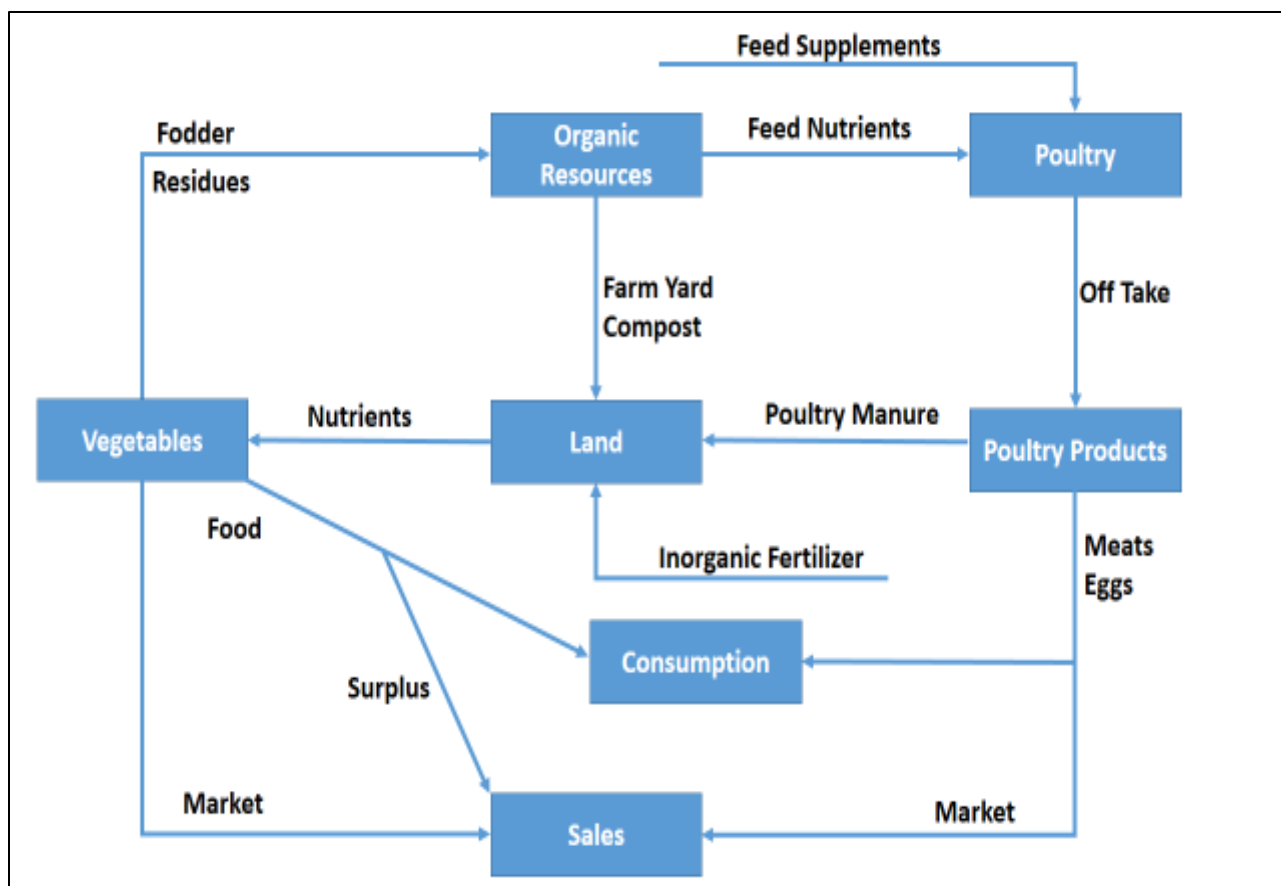 Feed Supplements
Fodder
Residues
Organic
Resources
Feed Nutrients
Poultry
Farm Yard
Compost
Off Take
Vegetables
Nutrients
Land
Poultry Manure
Poultry Products
Food
Inorganic Fertilizer
Meats
Eggs
Consumption
Surplus
Market
Sales
Market